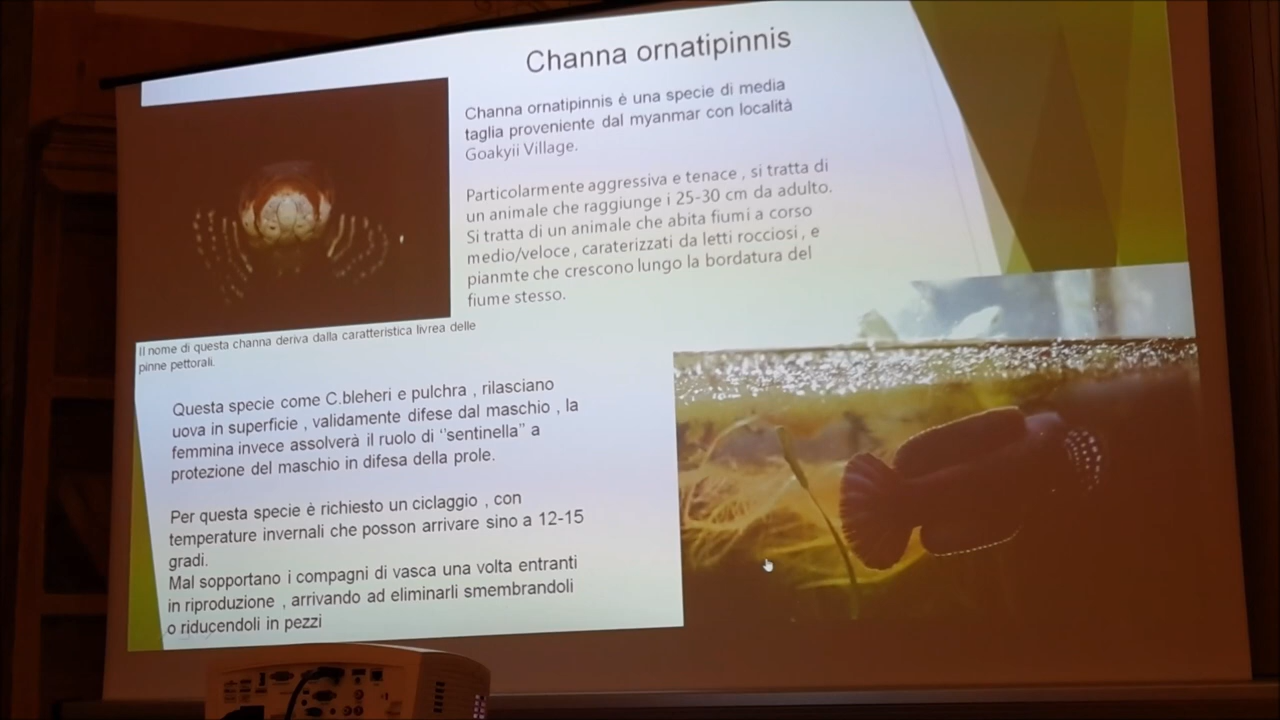 Channa ornatipinnis
Channa ornatipinnis è una specie di media
taglia proveniente dal myanmar con località
Goakyii Village.
Particolarmente aggressiva e tenace , si tratta di
un animale che raggiunge i 25-30 cm da adulto.
Si tratta di un animale che abita fiumi a corso
medio/veloce , caraterizzati da letti rocciosi , e
pianmte che crescono lungo la bordatura del
fiume stesso.
Il nome di questa channa deriva dalla caratteristica livrea delle
pinne pettorali.
Questa specie come C.bleheri e pulchra , rilasciano
uova in superficie , validamente difese dal maschio , la
femmina invece assolverà il ruolo di ‘’sentinella” a
protezione del maschio in difesa della prole.
Per questa specie è richiesto un ciclaggio , con
temperature invernali che posson arrivare sino a 12-15
gradi.
Mal sopportano i compagni di vasca una volta entranti
in riproduzione , arrivando ad eliminarli smembrandoli
o riducendoli in pezzi